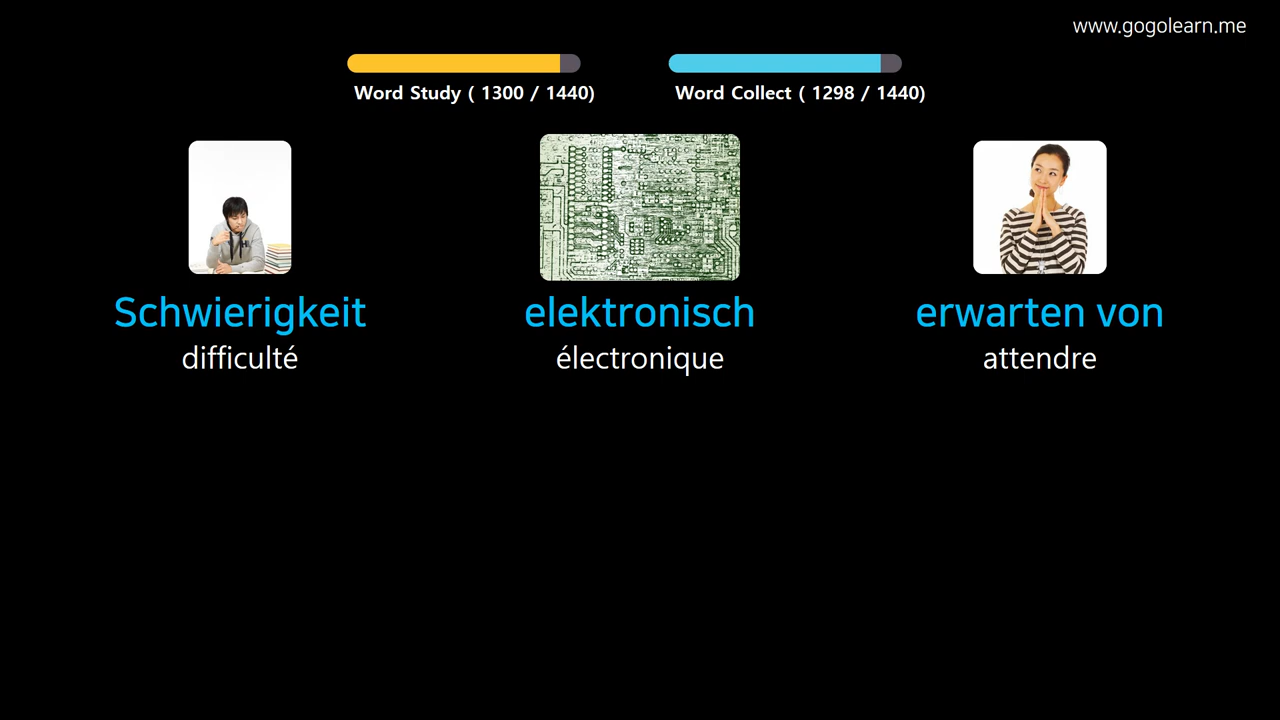 www.gogolearn.me
Word Study ( 1300 / 1440)
Word Collect ( 1298 / 1440)
Schwierigkeit
difficulté
elektronisch
électronique
erwarten von
attendre